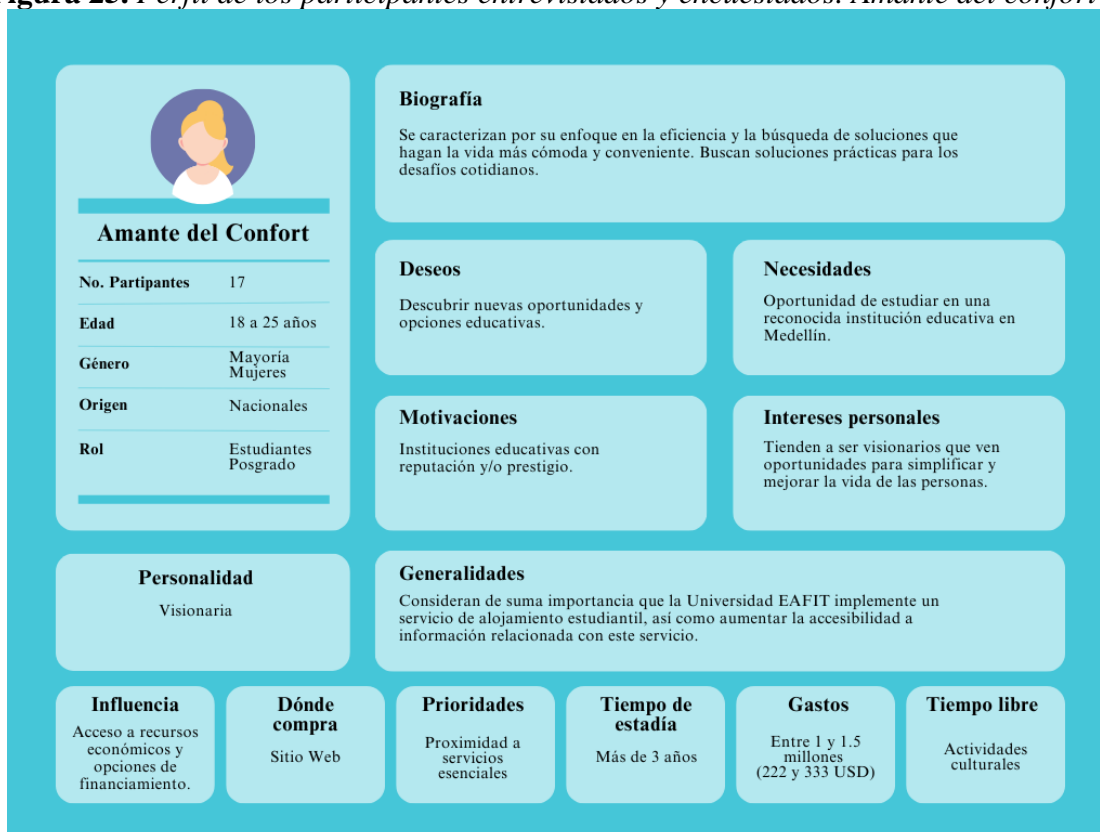 Figura 25. Perfil de los participantes entrevistados y encuestados: Amante del confort
Amante del Confort
No. Partipantes 17
Edad 18 a 25 años
Género Mayoría
Mujeres
Origen Nacionales
Rol Estudiantes
Posgrado
Biografía
Se caracterizan por su enfoque en la eficiencia y la búsqueda de soluciones que
hagan la vida más cómoda y conveniente. Buscan soluciones prácticas para los
desafíos cotidianos.
Deseos
Descubrir nuevas oportunidades y
opciones educativas.
Necesidades
Oportunidad de estudiar en una
reconocida institución educativa en
Medellín.
Motivaciones
Instituciones educativas con
reputación y/o prestigio.
Intereses personales
Tienden a ser visionarios que ven
oportunidades para simplificar y
mejorar la vida de las personas.
Personalidad
Visionaria
Generalidades
Consideran de suma importancia que la Universidad EAFIT implemente un
servicio de alojamiento estudiantil, así como aumentar la accesibilidad a
información relacionada con este servicio.
Influencia
Acceso a recursos
económicos y
opciones de
financiamiento.
Dónde
compra
Sitio Web
Prioridades
Proximidad a
servicios
esenciales
Tiempo de
estadía
Más de 3 años
Gastos
Entre 1 y 1.5
millones
(222 y 333 USD)
Tiempo libre
Actividades
culturales